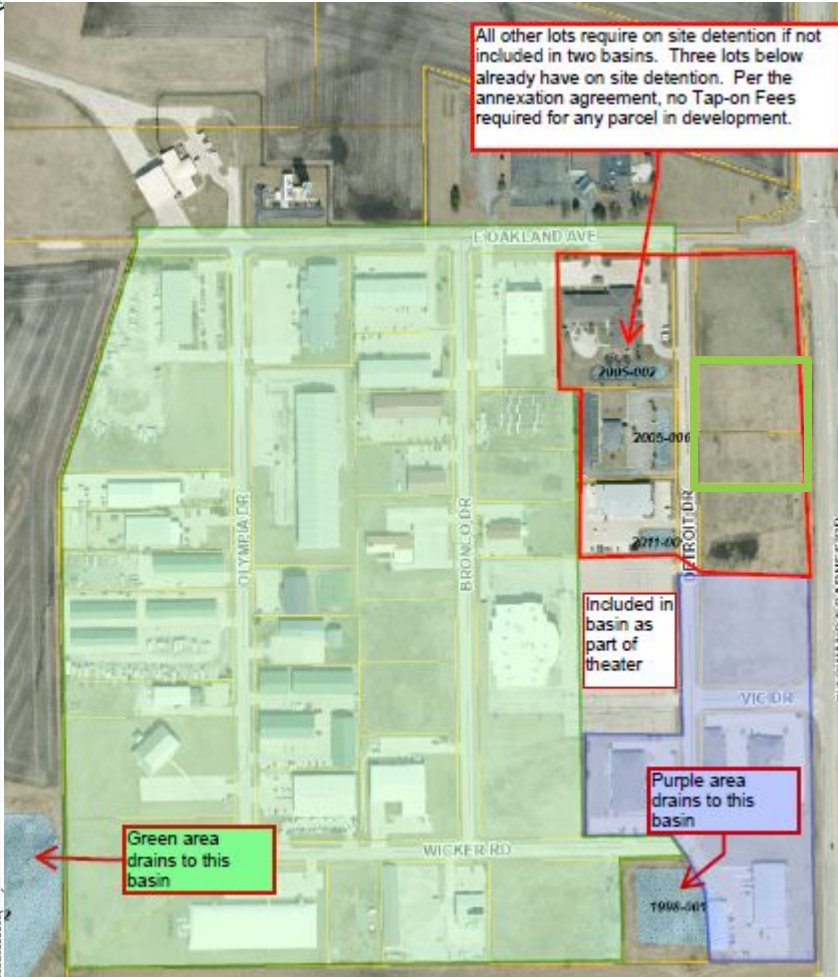 All other lots require on site detention if not
included in two basins. Three lots below
already have on site detention. Per the
annexation agreement, no Tap-on Fees
required for any parcel in development.
E OAKLAND AVE
2005-002
2005-006
OLYMPIA DR
BRONCO DR
DETROIT DR
2011-00
Included in
basin as
part of
theater
VIC DR
Purple area
drains to this
basin
Green area
drains to this
basin
WICKER RD
1998-001